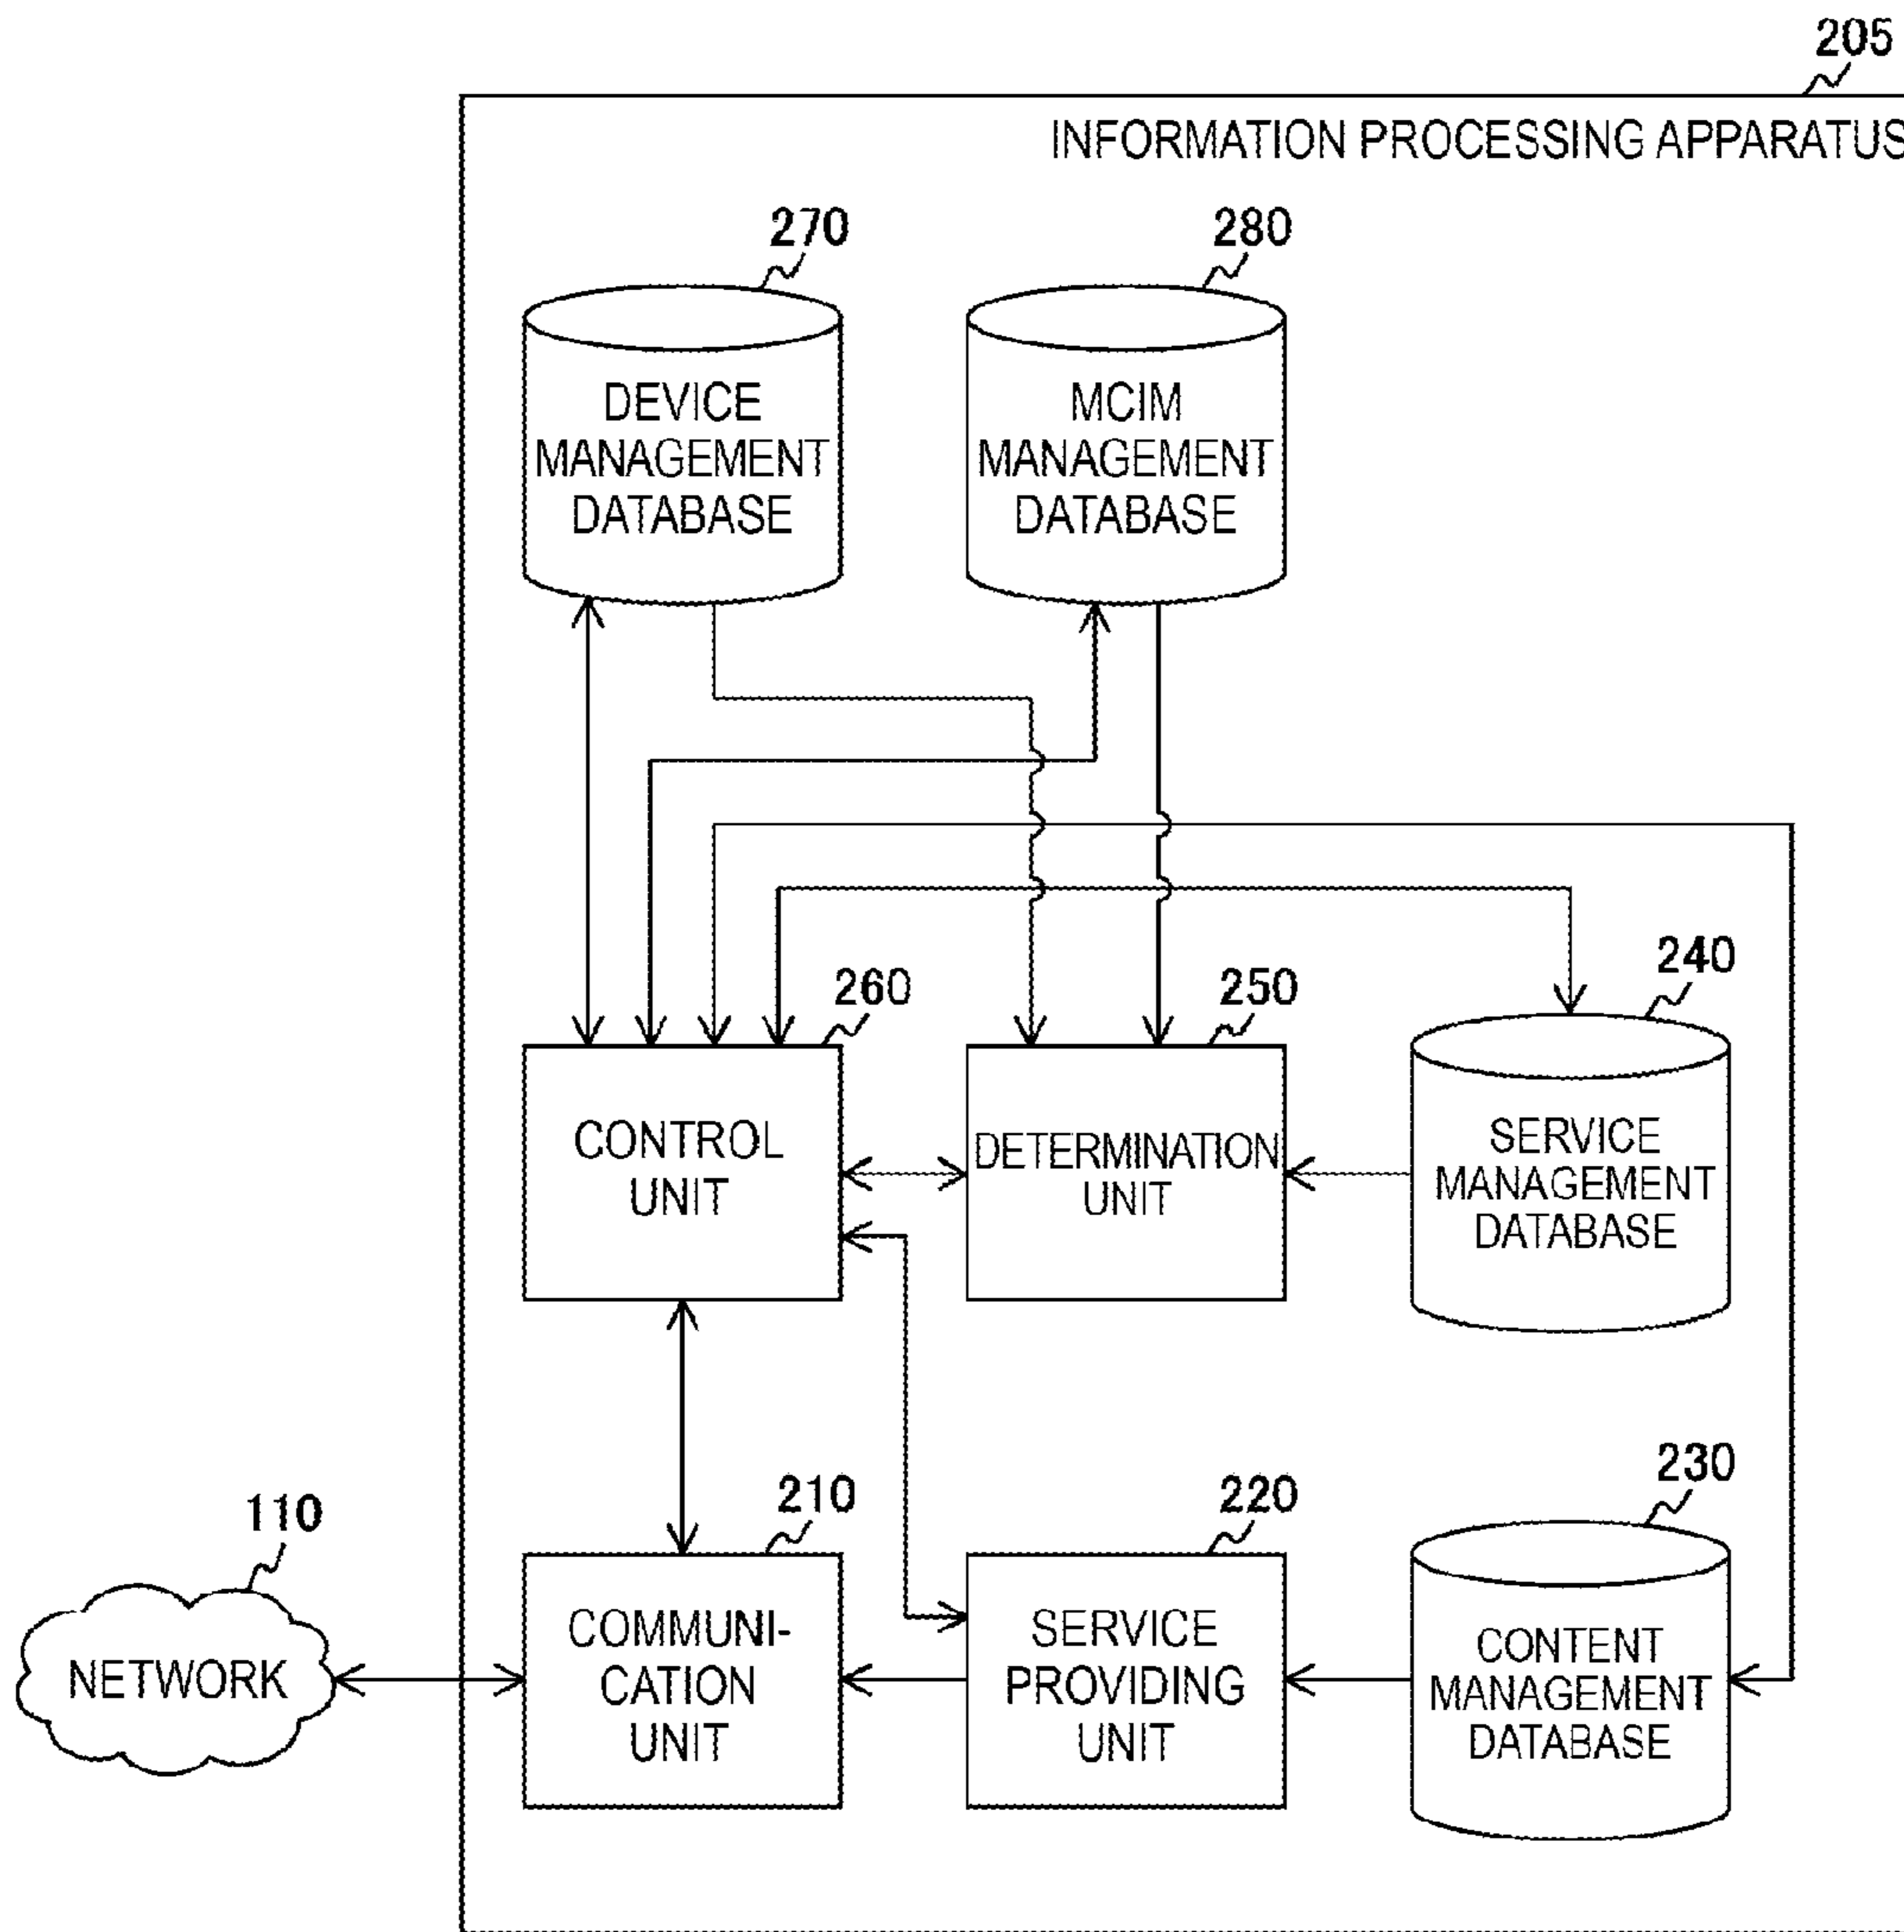 205
INFORMATION PROCESSING APPARATUS
270
280
DEVICE
MANAGEMENT
DATABASE
MCIM
MANAGEMENT
DATABASE
260
250
240
CONTROL
UNIT
DETERMINATION
UNIT
SERVICE
MANAGEMENT
DATABASE
110
210
220
230
NETWORK
COMMUNI-
CATION
UNIT
SERVICE
PROVIDING
UNIT
CONTENT
MANAGEMENT
DATABASE